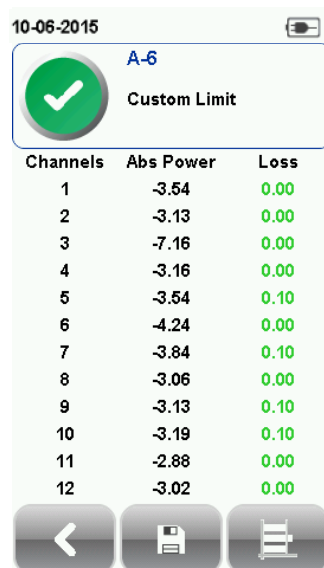 10-06-2015
A-6
Custom Limit
Channels Abs Power Loss
1 -3.54 0.00
2 -3.13 0.00
3 -7.16 0.00
4 -3.16 0.00
5 -3.54 0.10
6 -4.24 0.00
7 -3.84 0.10
8 -3.06 0.00
9 -3.13 0.10
10 -3.19 0.10
11 -2.88 0.00
12 -3.02 0.00